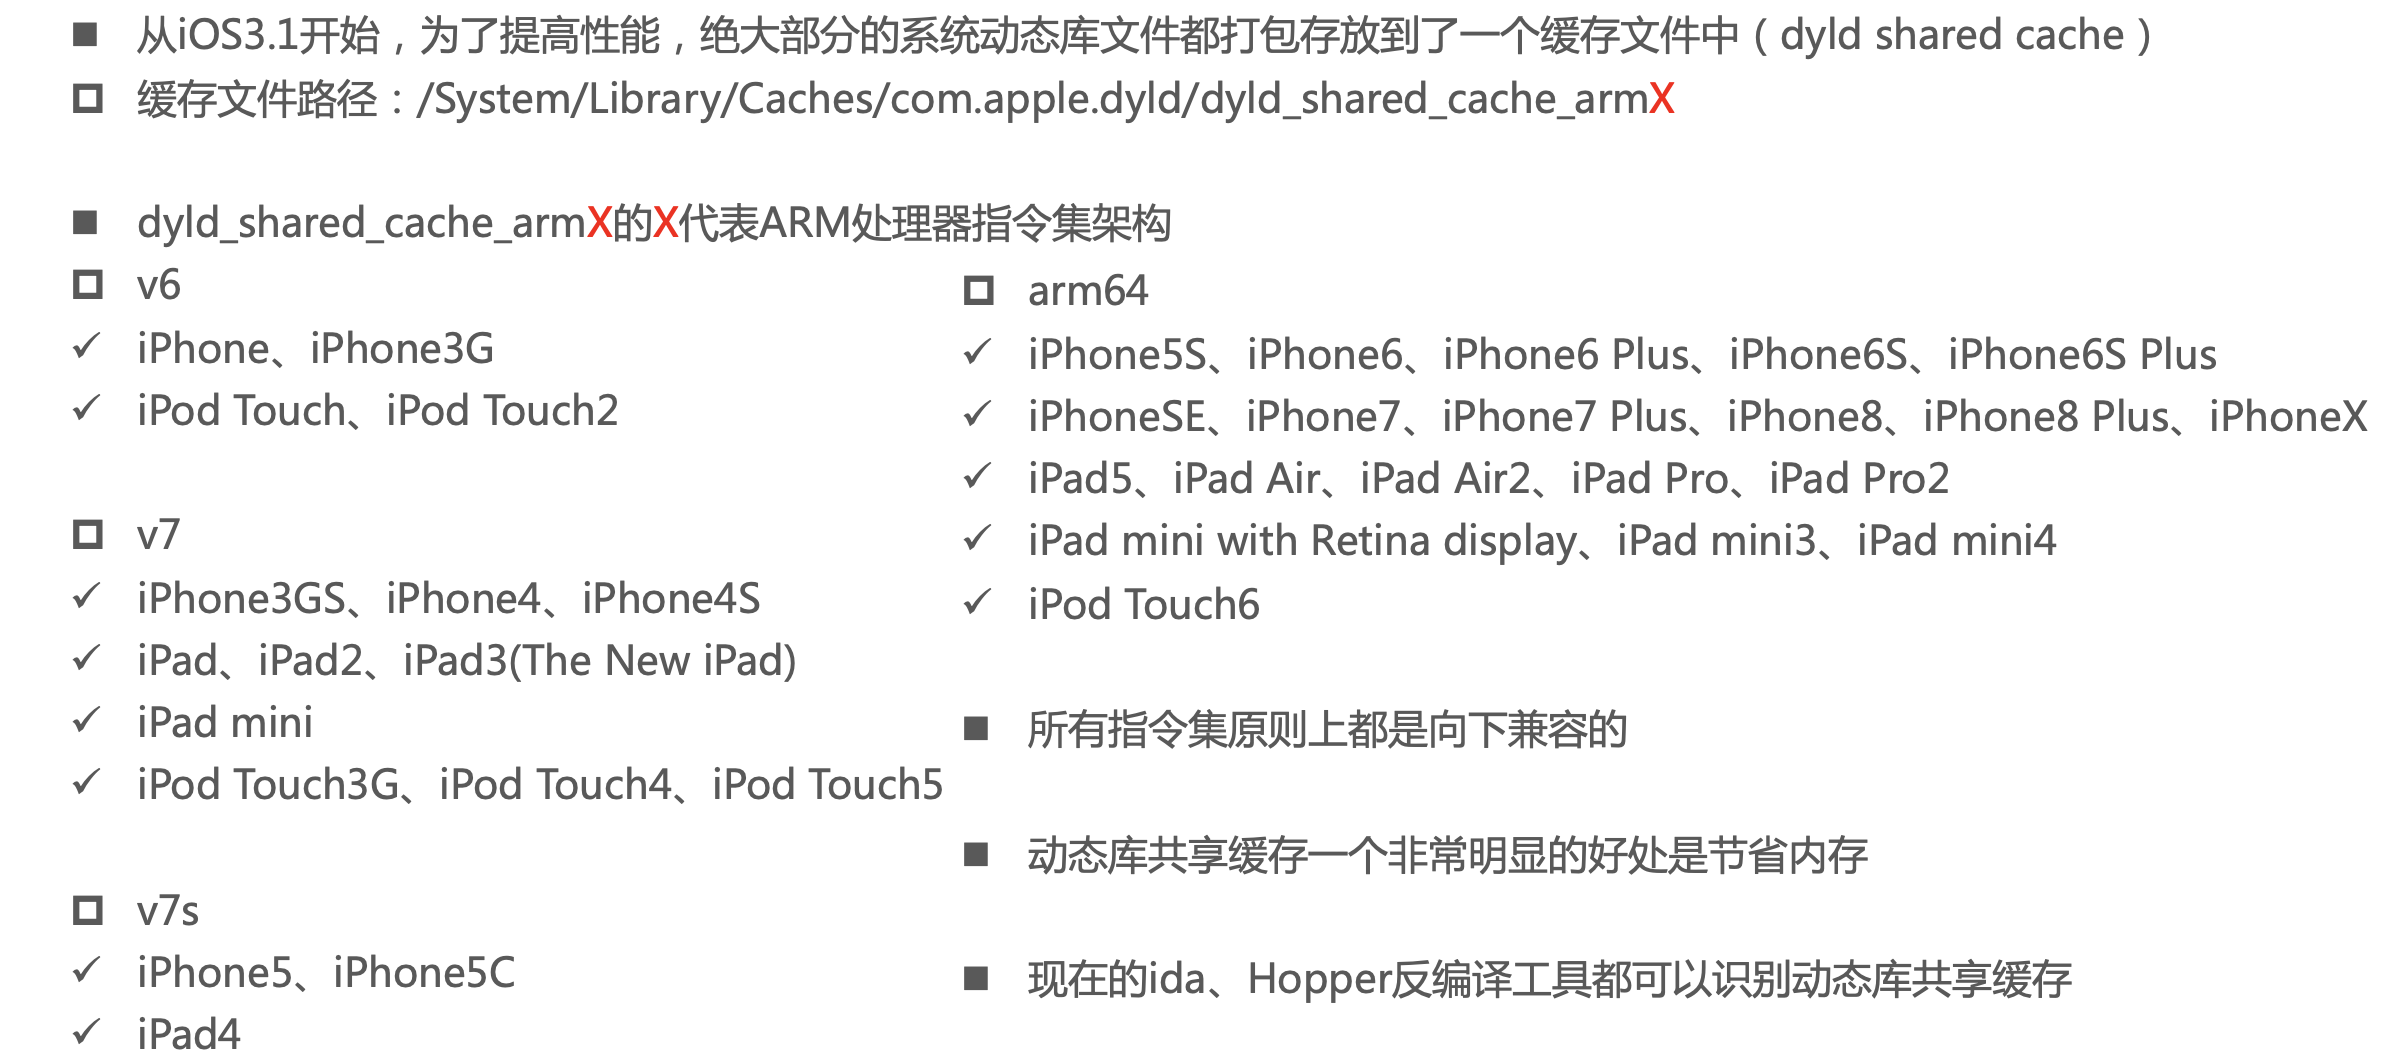 从iOS3.1开始，为了提高性能，绝大部分的系统动态库文件都打包存放到了一个缓存文件中（dyld shared cache）
缓存文件路径：/System/Library/Caches/com.apple.dyld/dyld_shared_cache_armX
dyld_shared_cache_armX的X代表ARM处理器指令集架构
v6
iPhone、iPhone3G
iPod Touch、iPod Touch2
v7
iPhone3GS、iPhone4、iPhone4S
iPad、iPad2、iPad3(The New iPad)
iPad mini
iPod Touch3G、iPod Touch4、iPod Touch5
v7s
iPhone5、iPhone5C
iPad4
arm64
iPhone5S、iPhone6、iPhone6 Plus、iPhone6S、iPhone6S Plus
iPhoneSE、iPhone7、iPhone7 Plus、iPhone8、iPhone8 Plus、iPhoneX
iPad5、iPad Air、iPad Air2、iPad Pro、iPad Pro2
iPad mini with Retina display、iPad mini3、iPad mini4
iPod Touch6
所有指令集原则上都是向下兼容的
动态库共享缓存一个非常明显的好处是节省内存
现在的ida、Hopper反编译工具都可以识别动态库共享缓存